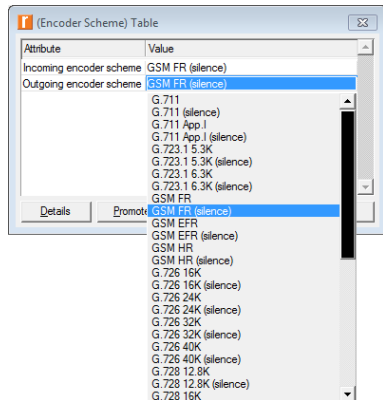 (Encoder Scheme) Table
Attribute Value
Incoming encoder scheme GSM FR (silence)
Outgoing encoder scheme GSM FR (silence)
G.711
G.711 (silence)
G.711 App.I
G.711 App.I (silence)
G.723.1 5.3K
G.723.1 5.3K (silence)
G.723.1 6.3K
G.723.1 6.3K (silence)
GSM FR
Details Promote GSM FR (silence)
GSM EFR
GSM EFR (silence)
GSM HR
GSM HR (silence)
G.726 16K
G.726 16K (silence)
G.726 24K
G.726 24K (silence)
G.726 32K
G.726 32K (silence)
G.726 40K
G.726 40K (silence)
G.728 12.8K
G.728 12.8K (silence)
G.728 16K